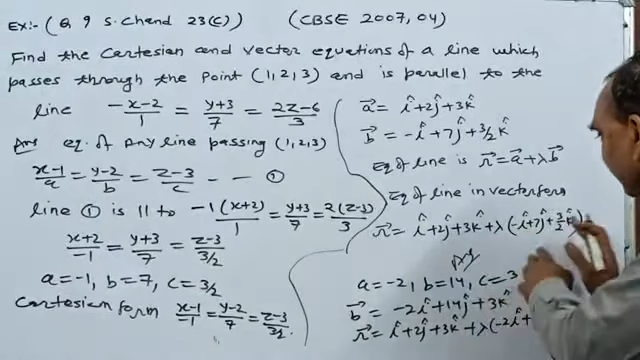 Ex:- (Q 9 S. Chand 23(C)) (CBSE 2007, 04)
Find the Cartesian and vector equations of a line which
passes through the Point (1,2,3) and is parallel to the
line (-x-2)/1 = (y+3)/7 = (2z-6)/3
Ans eq. of any line passing (1,2,3)
(x-1)/a = (y-2)/b = (z-3)/c - - ①
line ① is || to -1(x+2)/1 = (y+3)/7 = 2(z-3)/3
(x+2)/-1 = (y+3)/7 = (z-3)/(3/2)
a=-1, b=7, c=3/2
Cartesian form (x-1)/-1 = (y-2)/7 = (z-3)/(3/2)
a⃗ = î+2ĵ+3k̂
b⃗ = -î+7ĵ+3/2 k̂
Eq of line is r⃗ = a⃗+λb⃗
Eq of line in vector form
r⃗ = î+2ĵ+3k̂+λ(-î+7ĵ+3/2 k̂)
Ans
a=-2, b=14, c=3
b⃗ = -2î+14ĵ+3k̂
r⃗ = î+2ĵ+3k̂+λ(-2î+